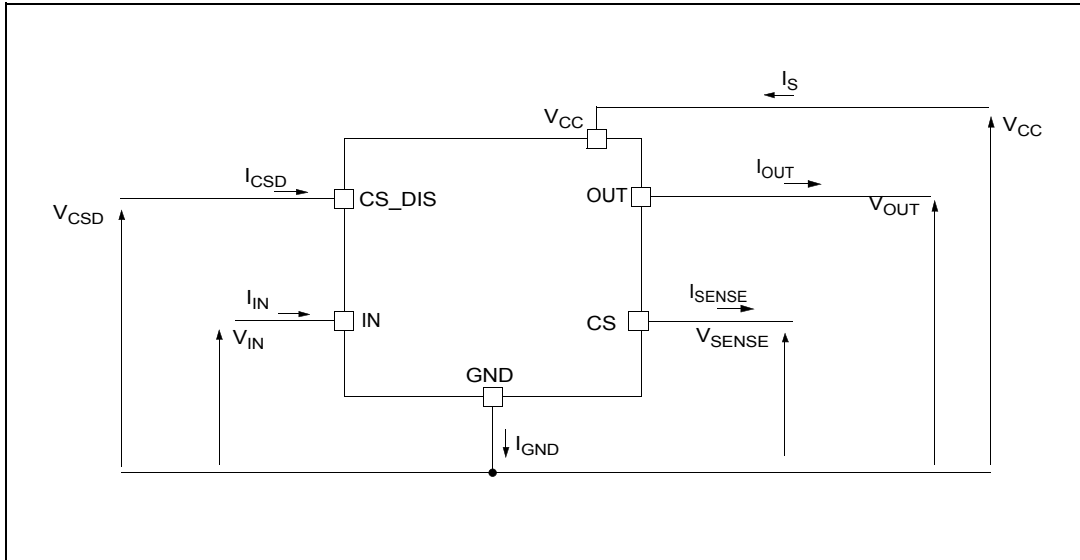 I_S
V_CC
V_CC
I_CSD
I_OUT
CS_DIS
OUT
V_CSD
V_OUT
I_IN
I_SENSE
IN
CS
V_IN
V_SENSE
GND
I_GND